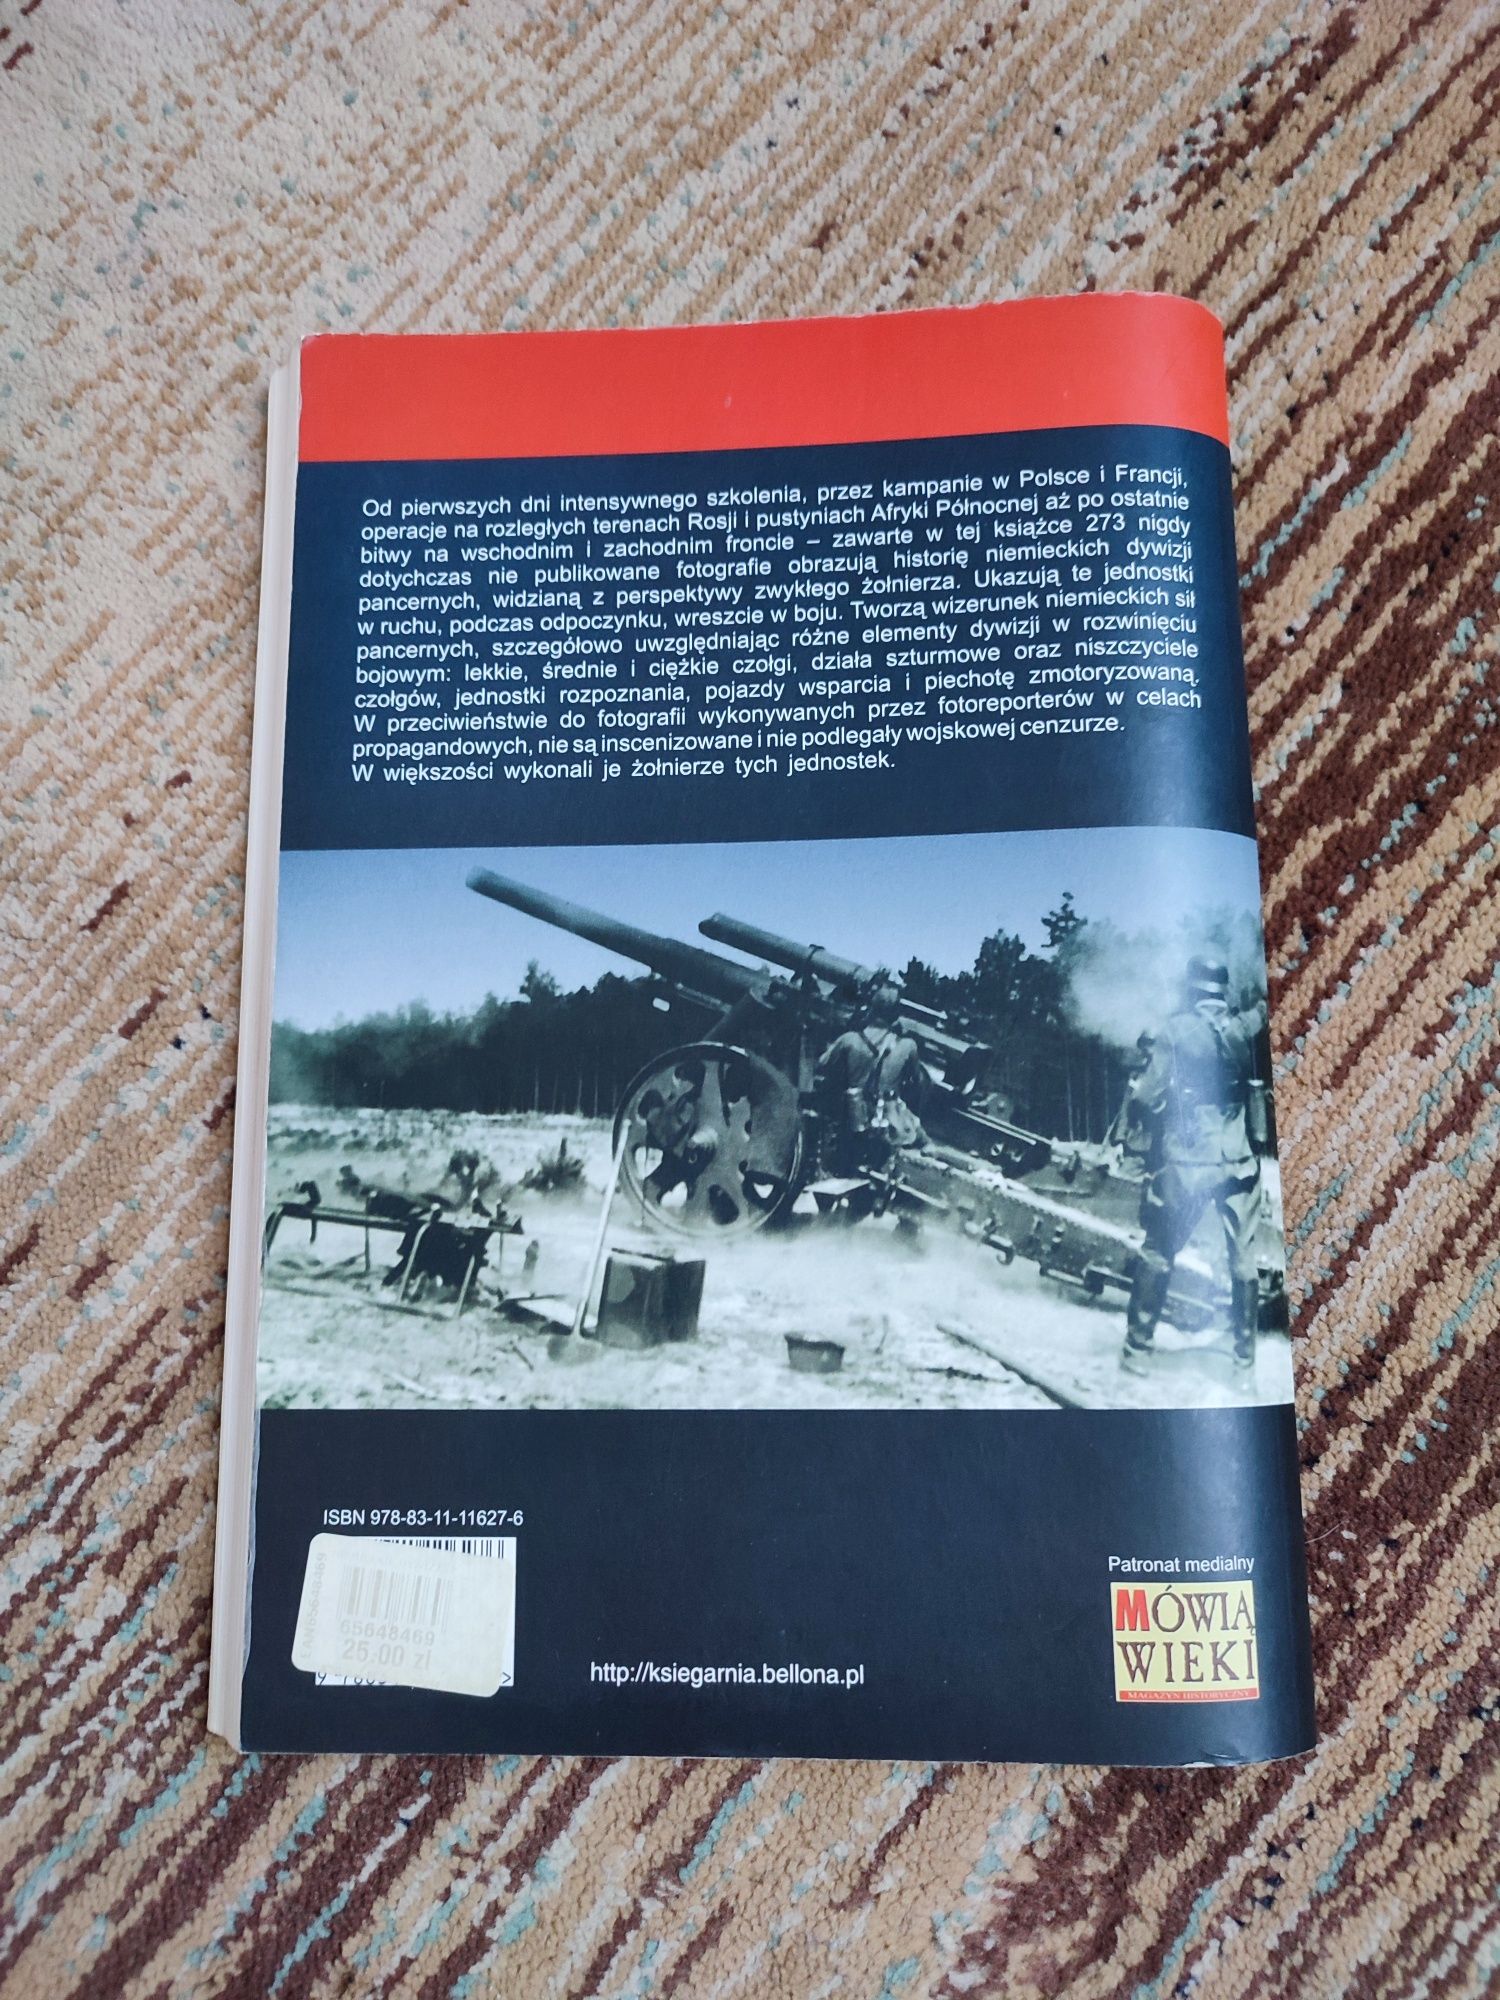 Od pierwszych dni intensywnego szkolenia, przez kampanie w Polsce i Francji,
operacje na rozległych terenach Rosji i pustyniach Afryki Północnej aż po ostatnie
bitwy na wschodnim i zachodnim froncie – zawarte w tej książce 273 nigdy
dotychczas nie publikowane fotografie obrazują historię niemieckich dywizji
pancernych, widzianą z perspektywy zwykłego żołnierza. Ukazują te jednostki
w ruchu, podczas odpoczynku, wreszcie w boju. Tworzą wizerunek niemieckich sił
pancernych, szczegółowo uwzględniając różne elementy dywizji w rozwinięciu
bojowym: lekkie, średnie i ciężkie czołgi, działa szturmowe oraz niszczyciele
czołgów, jednostki rozpoznania, pojazdy wsparcia i piechotę zmotoryzowaną.
W przeciwieństwie do fotografii wykonywanych przez fotoreporterów w celach
propagandowych, nie są inscenizowane i nie podlegały wojskowej cenzurze.
W większości wykonali je żołnierze tych jednostek.
ISBN 978-83-11-11627-6
EAN:65648469
65648469
25.00 zł
http://ksiegarnia.bellona.pl
Patronat medialny
MÓWIĄ
WIEKI
MAGAZYN HISTORYCZNY